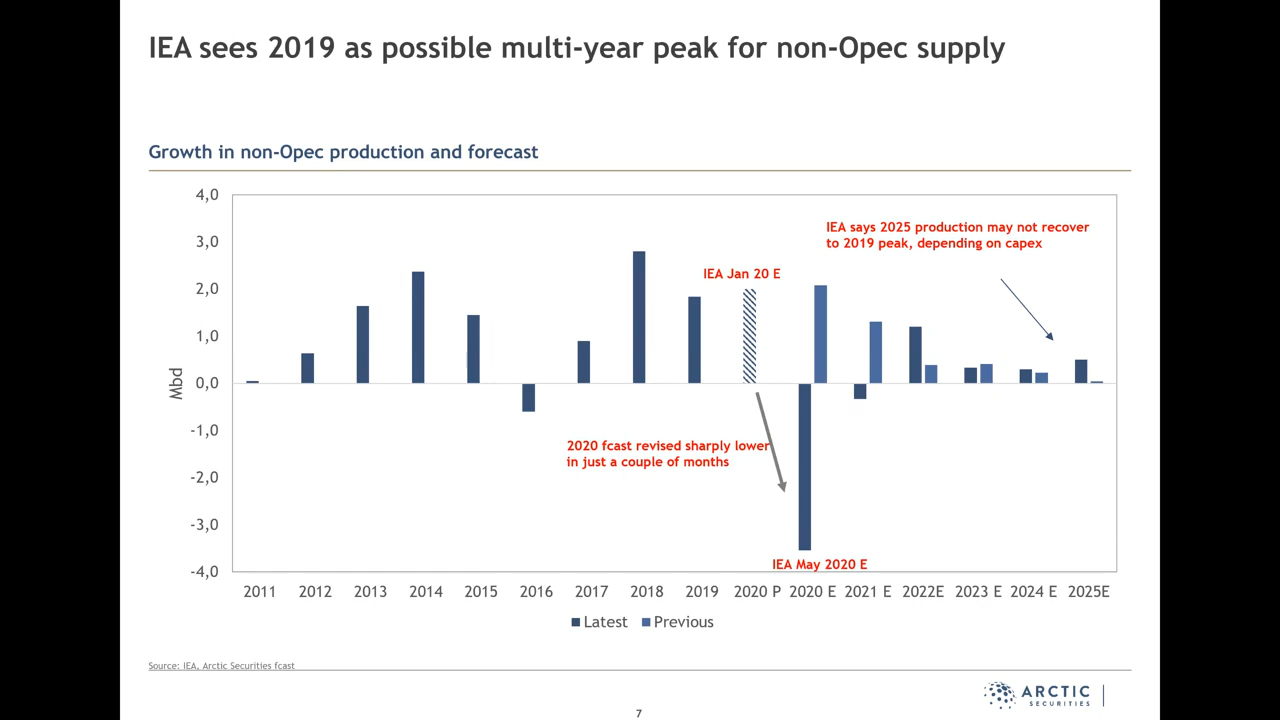 IEA sees 2019 as possible multi-year peak for non-Opec supply
Growth in non-Opec production and forecast
4,0
3,0
2,0
1,0
0,0
-1,0
-2,0
-3,0
-4,0
Mbd
IEA says 2025 production may not recover
to 2019 peak, depending on capex
IEA Jan 20 E
2020 fcast revised sharply lower
in just a couple of months
IEA May 2020 E
2011 2012 2013 2014 2015 2016 2017 2018 2019 2020 P 2020 E 2021 E 2022E 2023 E 2024 E 2025E
Latest Previous
Source: IEA, Arctic Securities fcast
ARCTIC
SECURITIES
7